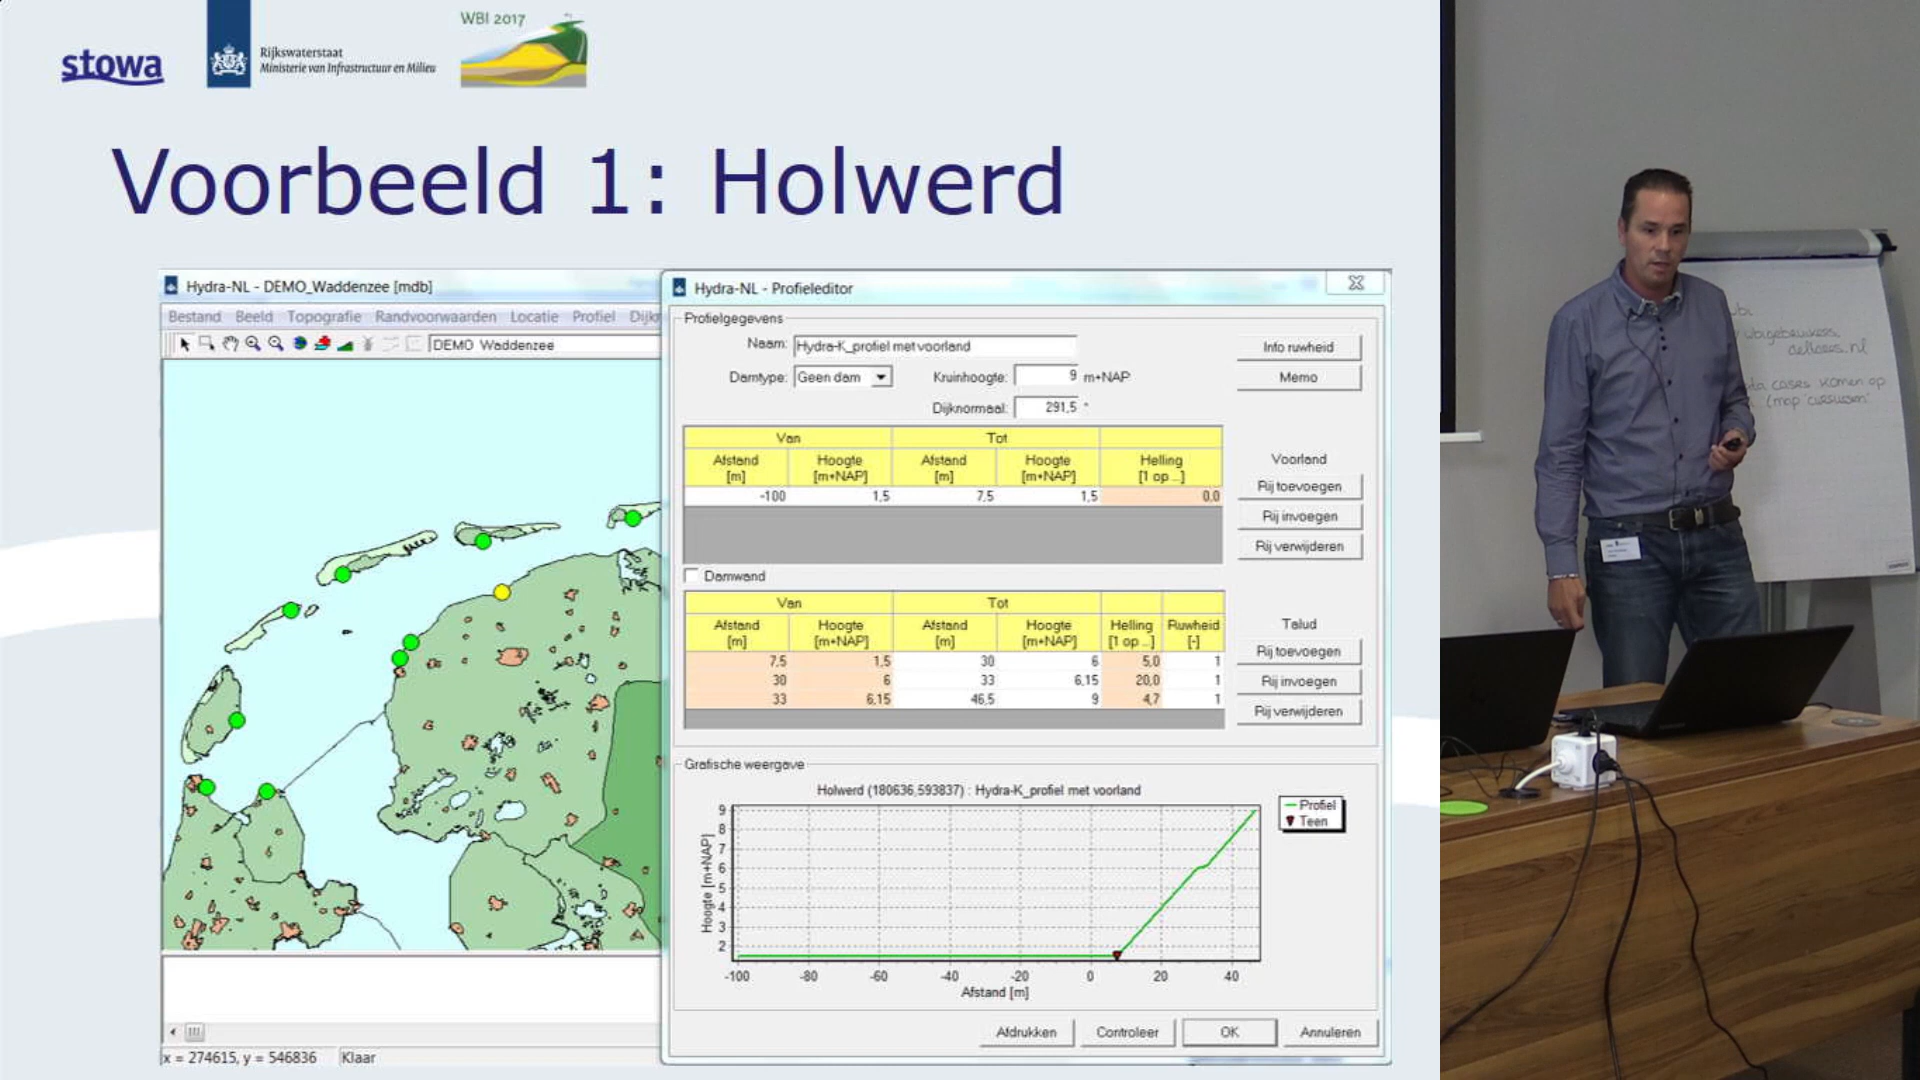 stowa
Rijkswaterstaat
Ministerie van Infrastructuur en Milieu
WBI 2017
Voorbeeld 1: Holwerd
Hydra-NL - DEMO_Waddenzee [mdb]
Bestand Beeld Topografie Randvoorwaarden Locatie Profiel Dijk
DEMO Waddenzee
x = 274615, y = 546836 Klaar
Hydra-NL - Profieleditor
Profielgegevens
Naam: Hydra-K_profiel met voorland
Info ruwheid
Damtype: Geen dam Kruinhoogte: 9 m+NAP
Memo
Dijknormaal: 291,5 °
Van Tot
Afstand Hoogte Afstand Hoogte Helling
[m] [m+NAP] [m] [m+NAP] [1 op ...]
-100 1,5 7,5 1,5 0,0
Voorland
Rij toevoegen
Rij invoegen
Rij verwijderen
Damwand
Van Tot
Afstand Hoogte Afstand Hoogte Helling Ruwheid
[m] [m+NAP] [m] [m+NAP] [1 op ...] [-]
7,5 1,5 30 6 5,0 1
30 6 33 6,15 20,0 1
33 6,15 46,5 9 4,7 1
Talud
Rij toevoegen
Rij invoegen
Rij verwijderen
Grafische weergave
Holwerd (180636,593837) : Hydra-K_profiel met voorland
Profiel
Teen
Hoogte [m+NAP]
9
8
7
6
5
4
3
2
-100 -80 -60 -40 -20 0 20 40
Afstand [m]
Afdrukken Controleer OK Annuleren
cases komen op
(map 'cursussen'